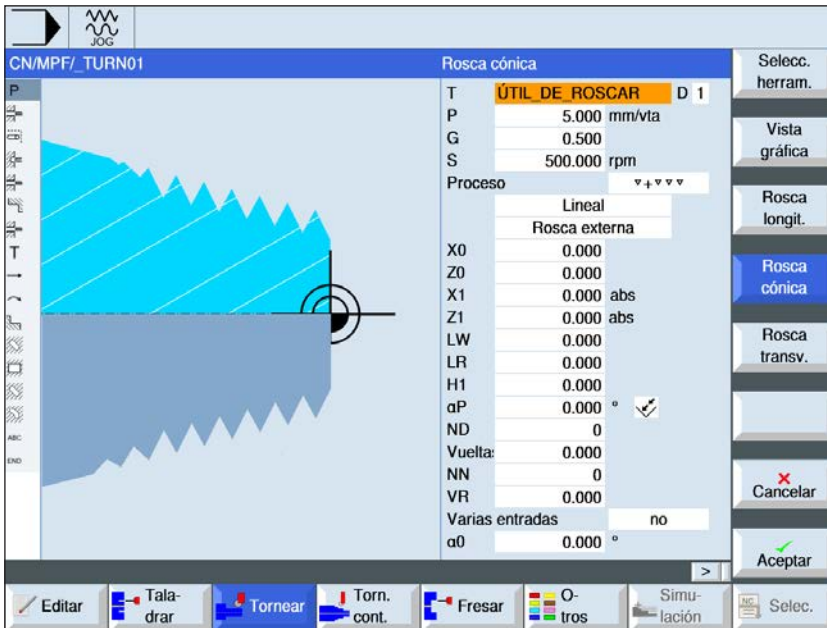 JOG
CN/MPF/_TURN01
Rosca cónica
T ÚTIL_DE_ROSCAR D 1
P 5.000 mm/vta
G 0.500
S 500.000 rpm
Proceso ▿+▿▿▿
Lineal
Rosca externa
X0 0.000
Z0 0.000
X1 0.000 abs
Z1 0.000 abs
LW 0.000
LR 0.000
H1 0.000
αP 0.000 °
ND 0
Vuelta: 0.000
NN 0
VR 0.000
Varias entradas no
α0 0.000 °
>
P
T
ABC
END
Selecc.
herram.
Vista
gráfica
Rosca
longit.
Rosca
cónica
Rosca
transv.
Cancelar
Aceptar
Editar
Tala-
drar
Tornear
Torn.
cont.
Fresar
O-
tros
Simu-
lación
NC
Selec.